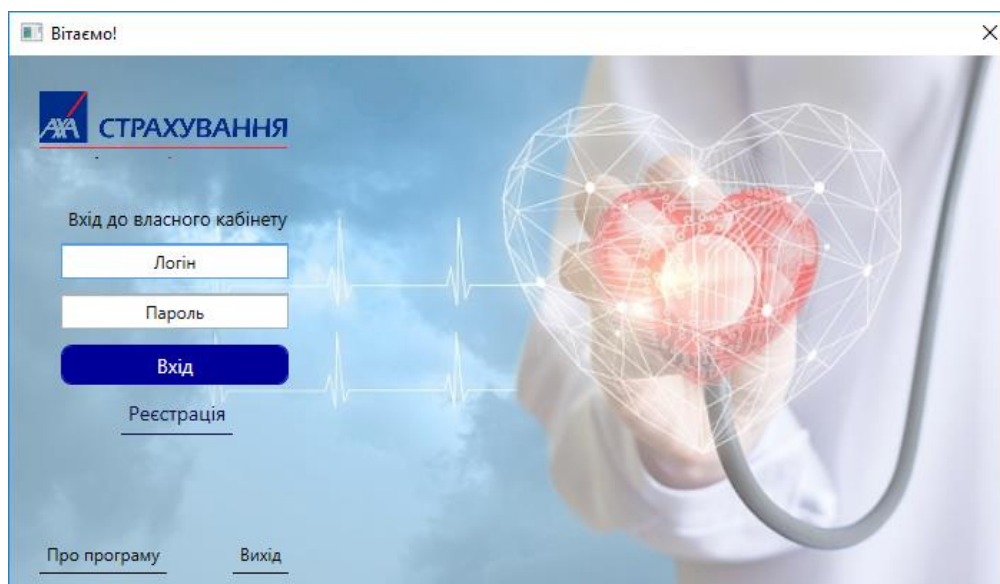 Вітаємо!
AXA СТРАХУВАННЯ
Вхід до власного кабінету
Логін
Пароль
Вхід
Реєстрація
Про програму
Вихід